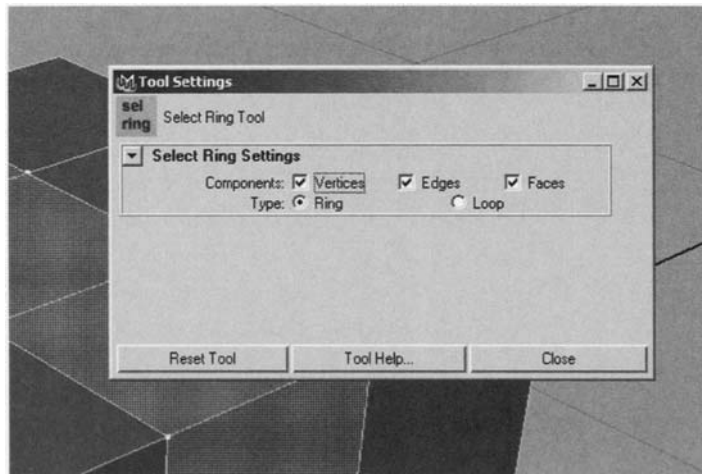 Tool Settings
sel
ring
Select Ring Tool
Select Ring Settings
Components: Vertices Edges Faces
Type: Ring Loop
Reset Tool Tool Help... Close